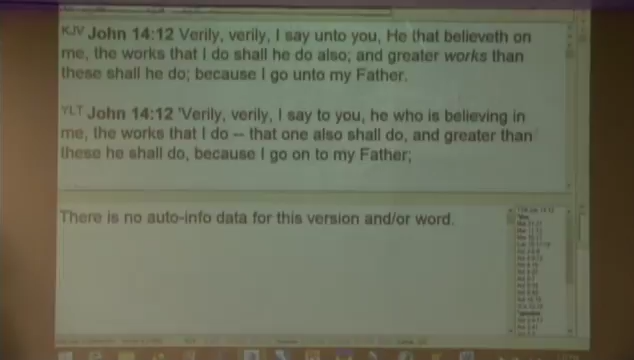 KJV John 14:12 Verily, verily, I say unto you, He that believeth on
me, the works that I do shall he do also; and greater works than
these shall he do; because I go unto my Father.
YLT John 14:12 'Verily, verily, I say to you, he who is believing in
me, the works that I do -- that one also shall do, and greater than
these he shall do, because I go on to my Father;
There is no auto-info data for this version and/or word.